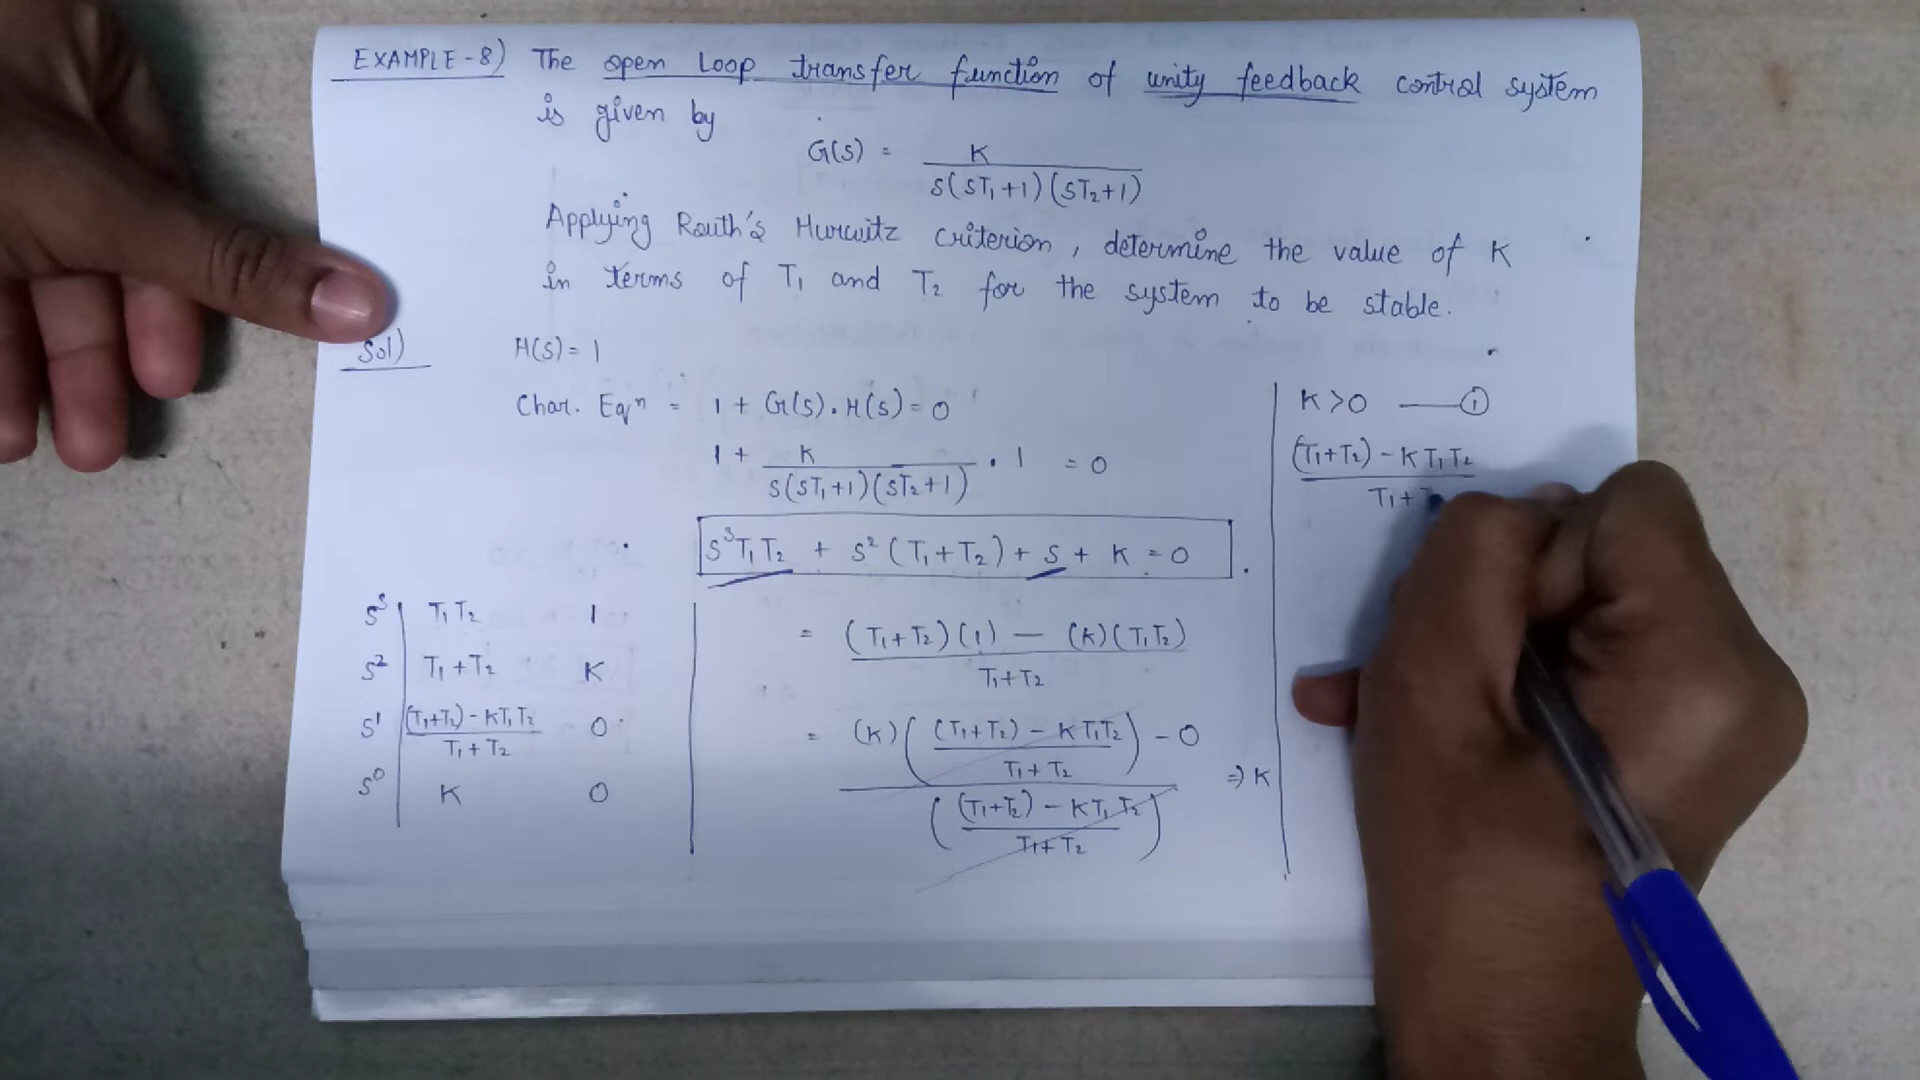 EXAMPLE-8) The open Loop transfer function of unity feedback control system
is given by
G(S) = K / S(ST₁+1)(ST₂+1)
Applying Routh's Hurwitz criterion, determine the value of K
in terms of T₁ and T₂ for the system to be stable.
Sol) H(S) = 1
Char. Eqⁿ = 1 + G(S).H(S) = 0
1 + K / S(ST₁+1)(ST₂+1) . 1 = 0
S³T₁T₂ + S²(T₁+T₂) + S + K = 0
S³ | T₁T₂ 1
S² | T₁+T₂ K
S¹ | (T₁+T₂) - KT₁T₂ / T₁+T₂ 0
S⁰ | K 0
= (T₁+T₂)(1) — (K)(T₁T₂) / T₁+T₂
= (K)((T₁+T₂) - KT₁T₂ / T₁+T₂) - 0 / ((T₁+T₂) - KT₁T₂ / T₁+T₂) ⇒ K
K > 0 — ①
(T₁+T₂) - KT₁T₂ / T₁+